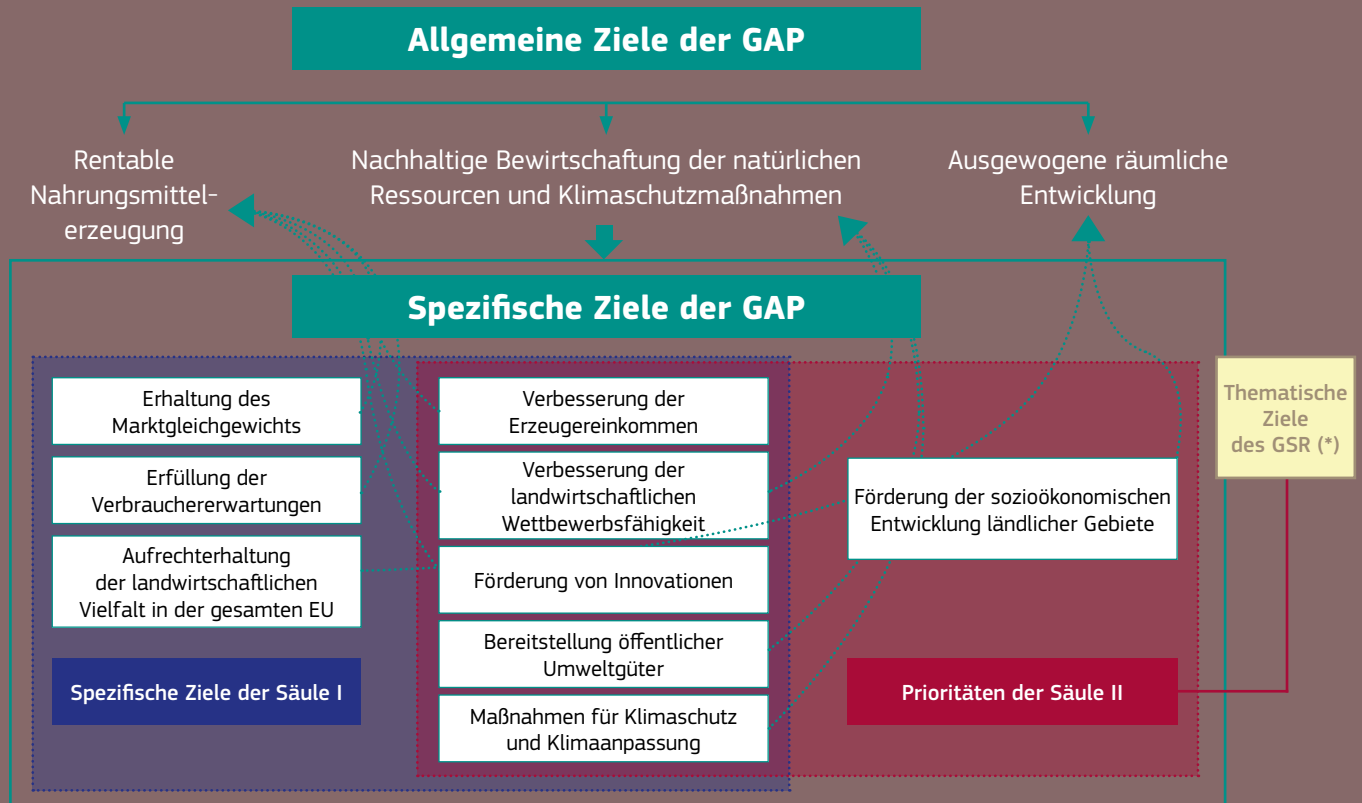 Allgemeine Ziele der GAP
Rentable
Nahrungsmittel-
erzeugung
Nachhaltige Bewirtschaftung der natürlichen
Ressourcen und Klimaschutzmaßnahmen
Ausgewogene räumliche
Entwicklung
Spezifische Ziele der GAP
Erhaltung des
Marktgleichgewichts
Erfüllung der
Verbrauchererwartungen
Aufrechterhaltung
der landwirtschaftlichen
Vielfalt in der gesamten EU
Spezifische Ziele der Säule I
Verbesserung der
Erzeugereinkommen
Verbesserung der
landwirtschaftlichen
Wettbewerbsfähigkeit
Förderung von Innovationen
Bereitstellung öffentlicher
Umweltgüter
Maßnahmen für Klimaschutz
und Klimaanpassung
Förderung der sozioökonomischen
Entwicklung ländlicher Gebiete
Prioritäten der Säule II
Thematische
Ziele
des GSR (*)